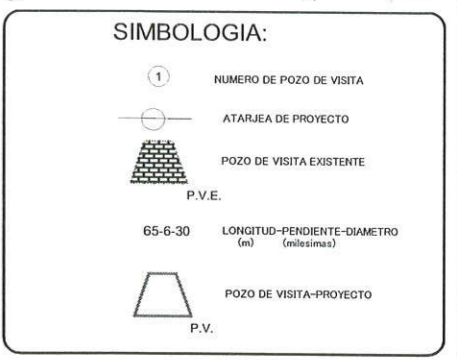 SIMBOLOGIA:
1 NUMERO DE POZO DE VISITA
ATARJEA DE PROYECTO
POZO DE VISITA EXISTENTE
P.V.E.
65-6-30 LONGITUD-PENDIENTE-DIAMETRO
(m) (milesimas)
POZO DE VISITA-PROYECTO
P.V.